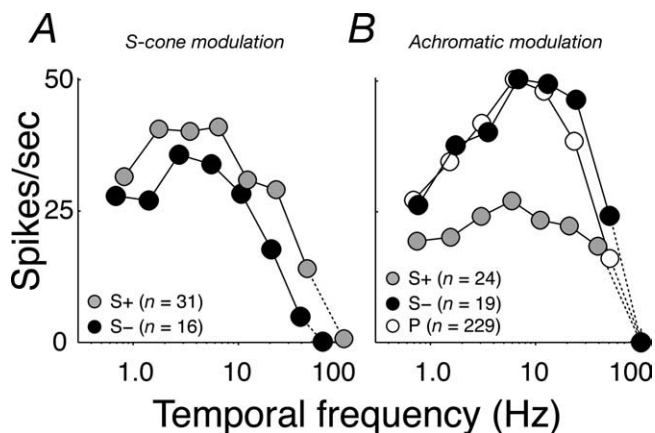 A S-cone modulation
B Achromatic modulation
Spikes/sec
50
25
0
S+ (n = 31)
S− (n = 16)
S+ (n = 24)
S− (n = 19)
P (n = 229)
1.0 10 100 1.0 10 100
Temporal frequency (Hz)